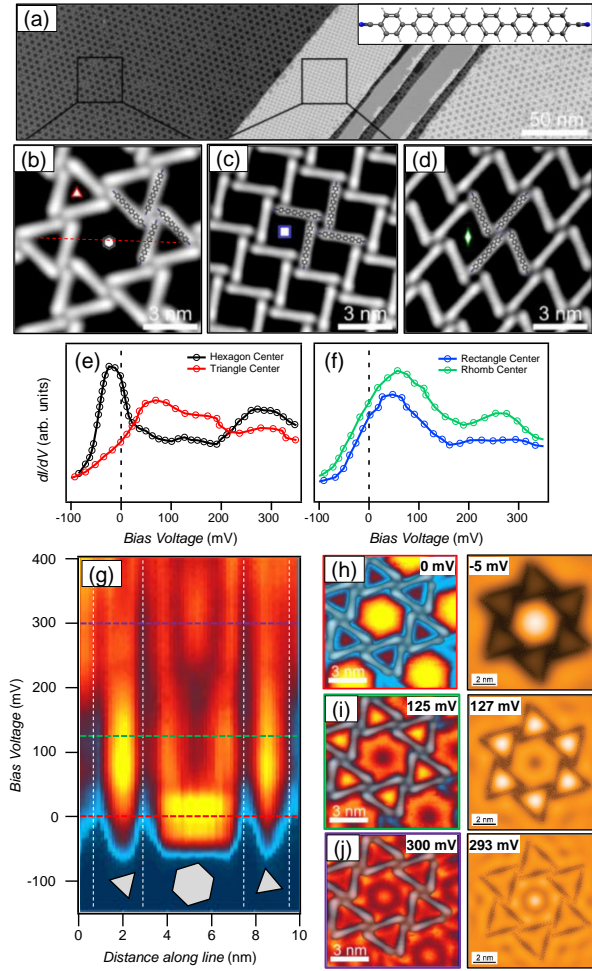 (a)
50 nm
(b)
(c)
(d)
3 nm
3 nm
3 nm
(e)
Hexagon Center
Triangle Center
(f)
Rectangle Center
Rhomb Center
dI/dV (arb. units)
-100 0 100 200 300
-100 0 100 200 300
Bias Voltage (mV)
Bias Voltage (mV)
400
300
200
100
0
-100
Bias Voltage (mV)
(g)
0 2 4 6 8 10
Distance along line (nm)
(h)
0 mV
3 nm
-5 mV
2 nm
(i)
125 mV
3 nm
127 mV
2 nm
(j)
300 mV
3 nm
293 mV
2 nm